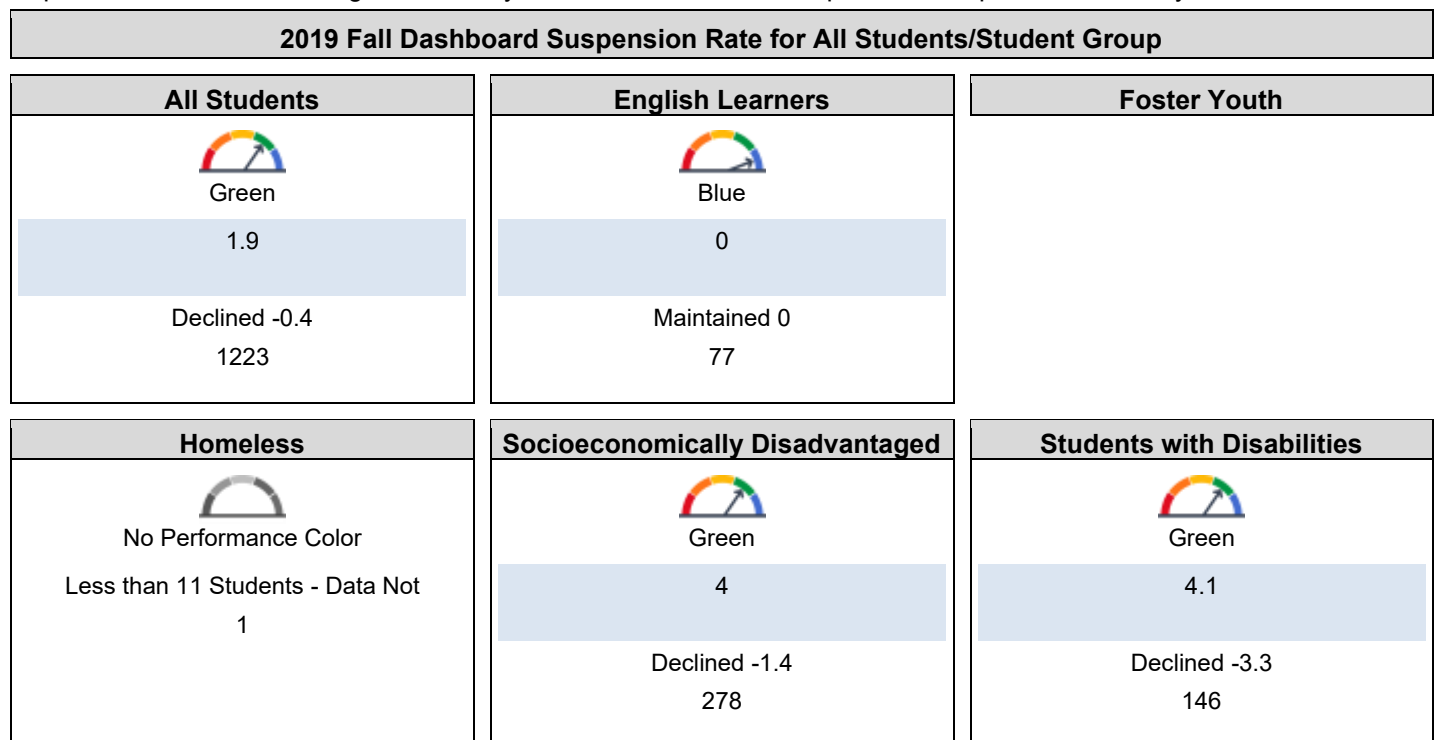 2019 Fall Dashboard Suspension Rate for All Students/Student Group
All Students
Green
1.9
Declined -0.4
1223
English Learners
Blue
0
Maintained 0
77
Foster Youth
Homeless
No Performance Color
Less than 11 Students - Data Not
1
Socioeconomically Disadvantaged
Green
4
Declined -1.4
278
Students with Disabilities
Green
4.1
Declined -3.3
146